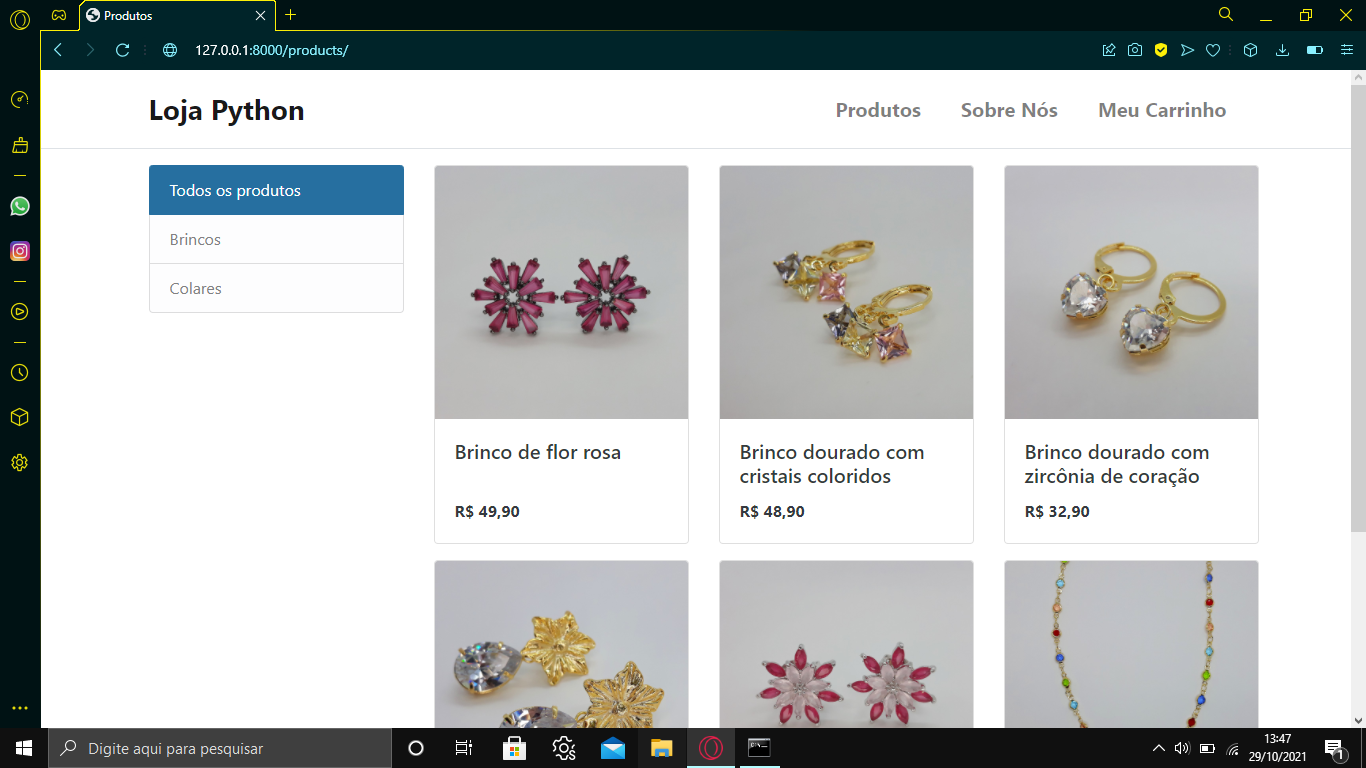 Produtos
127.0.0.1:8000/products/
Loja Python
Produtos
Sobre Nós
Meu Carrinho
Todos os produtos
Brincos
Colares
Brinco de flor rosa
R$ 49,90
Brinco dourado com
cristais coloridos
R$ 48,90
Brinco dourado com
zircônia de coração
R$ 32,90
Digite aqui para pesquisar
13:47
29/10/2021
1